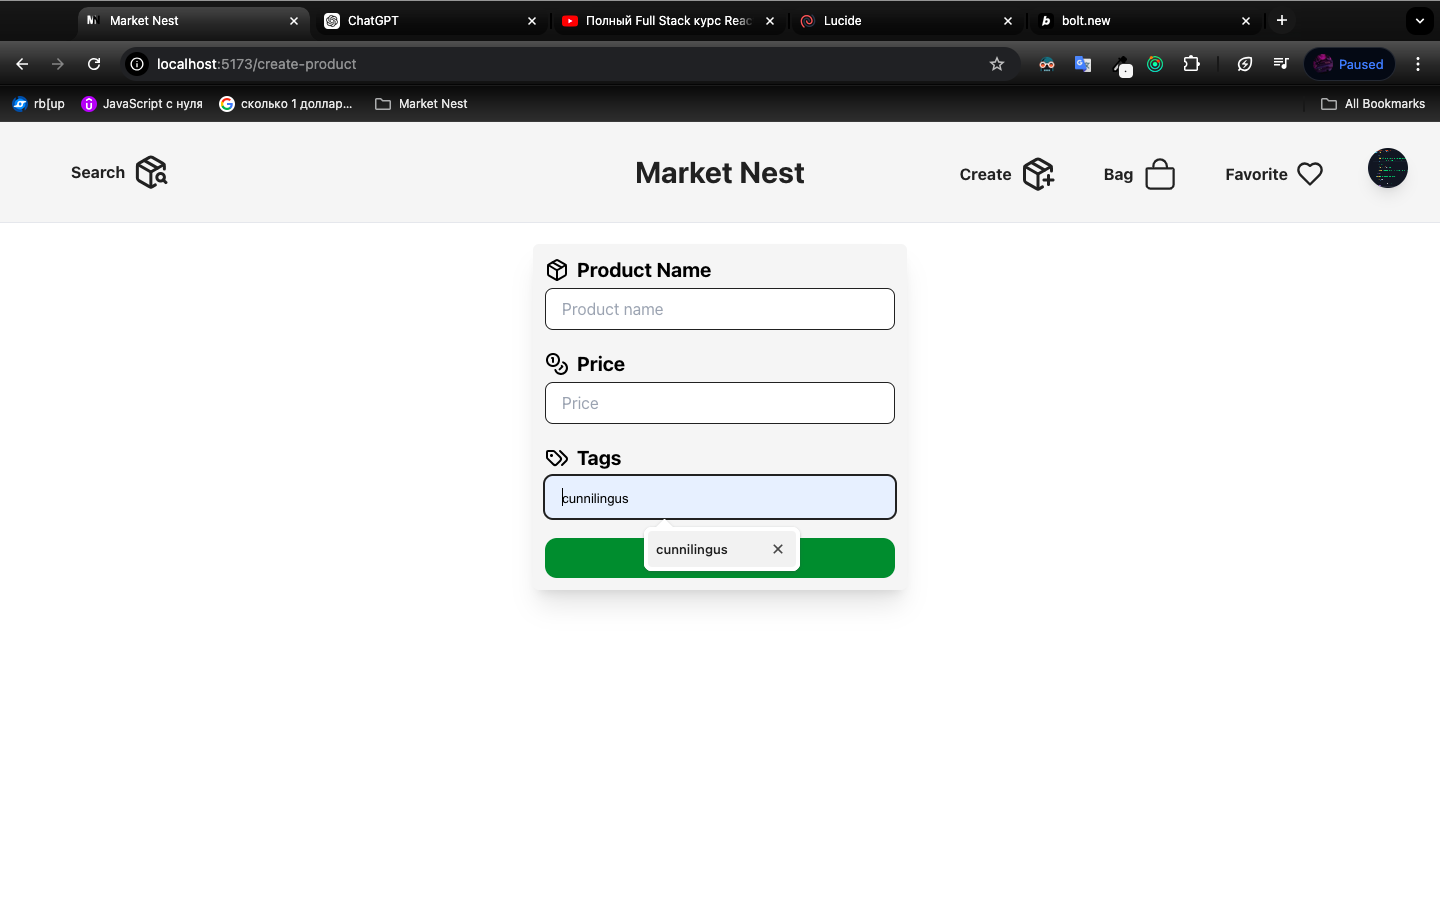 Market Nest
ChatGPT
Полный Full Stack курс Reac
Lucide
bolt.new
localhost:5173/create-product
Paused
rb[up
JavaScript с нуля
сколько 1 доллар...
Market Nest
All Bookmarks
Search
Market Nest
Create
Bag
Favorite
Product Name
Product name
Price
Price
Tags
cunnilingus
cunnilingus